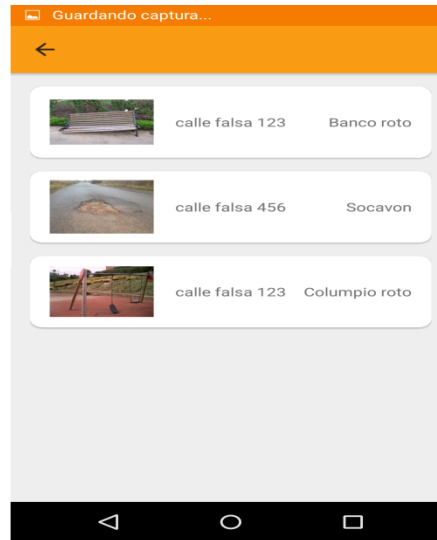 Guardando captura...
calle falsa 123 Banco roto
calle falsa 456 Socavon
calle falsa 123 Columpio roto